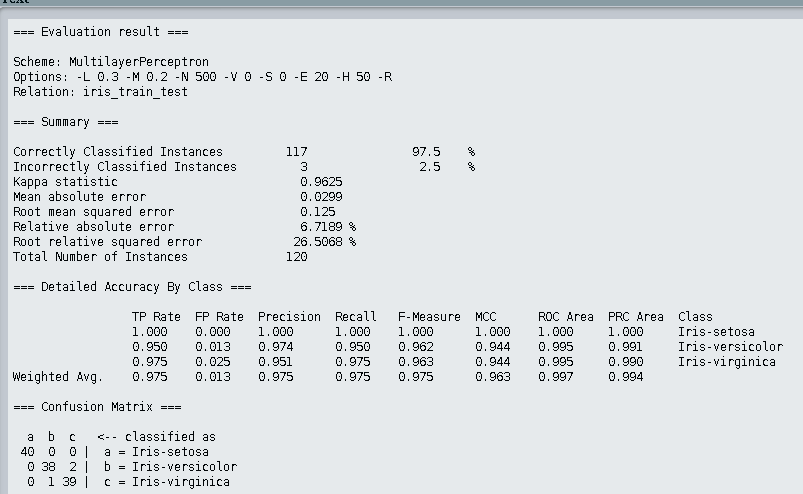 Text
=== Evaluation result ===
Scheme: MultilayerPerceptron
Options: -L 0.3 -M 0.2 -N 500 -V 0 -S 0 -E 20 -H 50 -R
Relation: iris_train_test
=== Summary ===
Correctly Classified Instances 117 97.5 %
Incorrectly Classified Instances 3 2.5 %
Kappa statistic 0.9625
Mean absolute error 0.0299
Root mean squared error 0.125
Relative absolute error 6.7189 %
Root relative squared error 26.5068 %
Total Number of Instances 120
=== Detailed Accuracy By Class ===
TP Rate FP Rate Precision Recall F-Measure MCC ROC Area PRC Area Class
1.000 0.000 1.000 1.000 1.000 1.000 1.000 1.000 Iris-setosa
0.950 0.013 0.974 0.950 0.962 0.944 0.995 0.991 Iris-versicolor
0.975 0.025 0.951 0.975 0.963 0.944 0.995 0.990 Iris-virginica
Weighted Avg. 0.975 0.013 0.975 0.975 0.975 0.963 0.997 0.994
=== Confusion Matrix ===
a b c <-- classified as
40 0 0 | a = Iris-setosa
0 38 2 | b = Iris-versicolor
0 1 39 | c = Iris-virginica